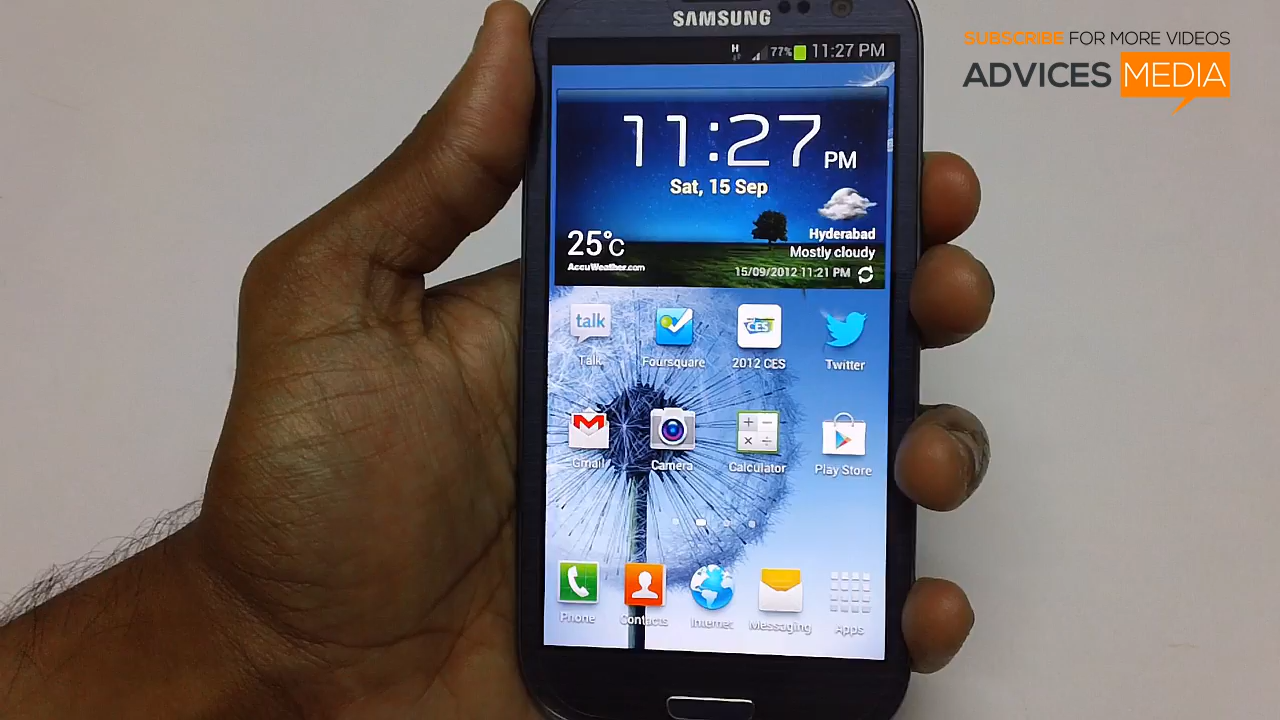 SAMSUNG
SUBSCRIBE FOR MORE VIDEOS
ADVICES MEDIA
H 77% 11:27 PM
11:27 PM
Sat, 15 Sep
25°C
Hyderabad
Mostly cloudy
AccuWeather.com
15/09/2012 11:21 PM
talk
CES
Talk Foursquare 2012 CES Twitter
Gmail Camera Calculator Play Store
Phone Contacts Internet Messaging Apps